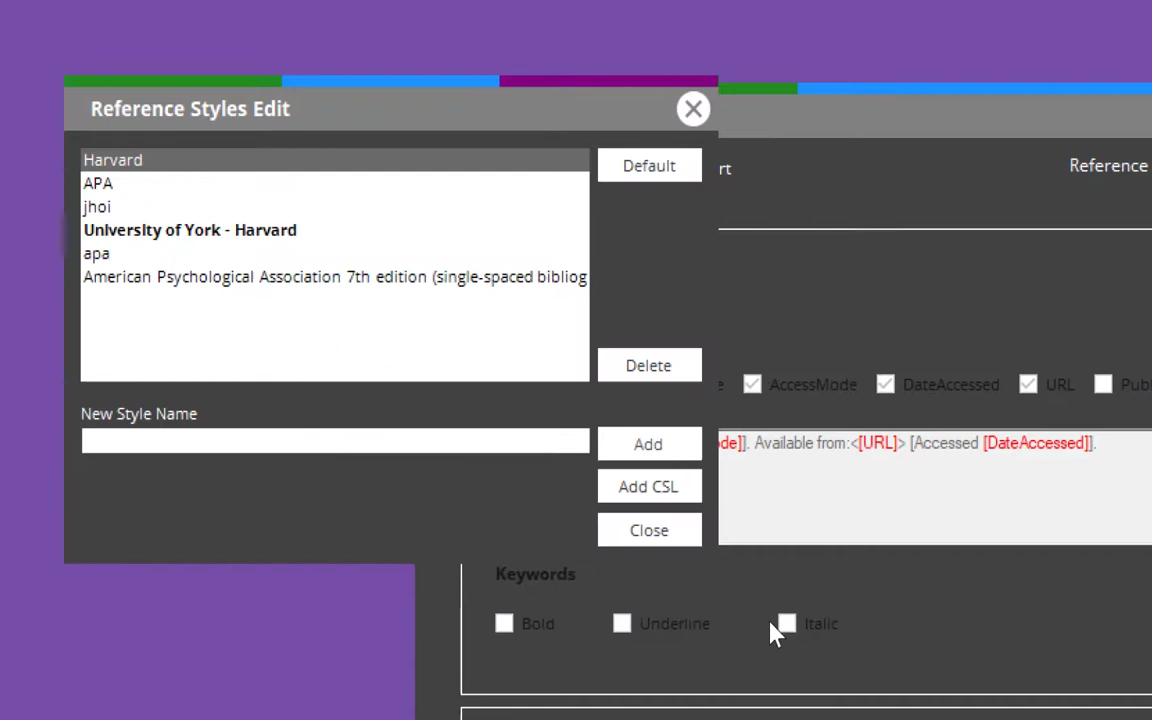 Reference Styles Edit
Harvard
Default
rt
Reference
APA
jhoi
University of York - Harvard
apa
American Psychological Association 7th edition (single-spaced bibliog
Delete
e
AccessMode
DateAccessed
URL
Publ
New Style Name
Add
ode]]. Available from:<[URL]> [Accessed [DateAccessed]].
Add CSL
Close
Keywords
Bold
Underline
Italic